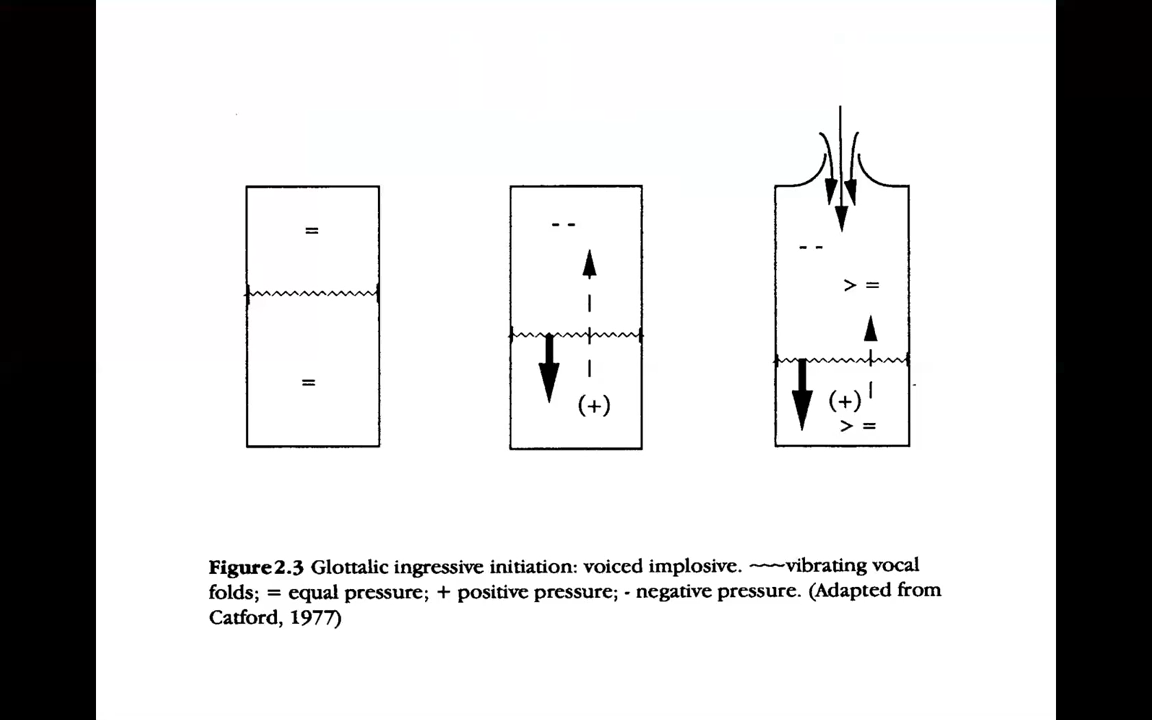 =
=
- -
(+)
- -
> =
(+)
> =
Figure 2.3 Glottalic ingressive initiation: voiced implosive. ~~~vibrating vocal
folds; = equal pressure; + positive pressure; - negative pressure. (Adapted from
Catford, 1977)